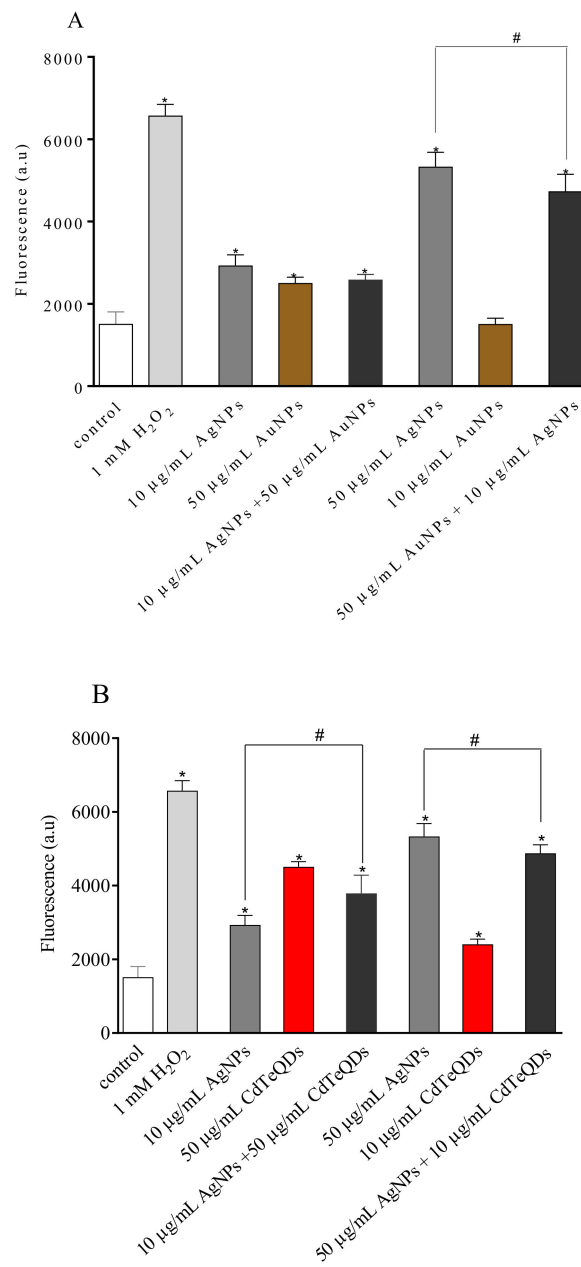 A
#
8000
6000
4000
2000
0
Fluorescence (a.u)
*
*
*
*
*
*
control
1 mM H₂O₂
10 µg/mL AgNPs
50 µg/mL AuNPs
10 µg/mL AgNPs +50 µg/mL AuNPs
50 µg/mL AgNPs
10 µg/mL AuNPs
50 µg/mL AuNPs + 10 µg/mL AgNPs
B
#
#
8000
6000
4000
2000
0
Fluorescence (a.u)
*
*
*
*
*
*
*
control
1 mM H₂O₂
10 µg/mL AgNPs
50 µg/mL CdTeQDs
10 µg/mL AgNPs +50 µg/mL CdTeQDs
50 µg/mL AgNPs
10 µg/mL CdTeQDs
50 µg/mL AgNPs + 10 µg/mL CdTeQDs